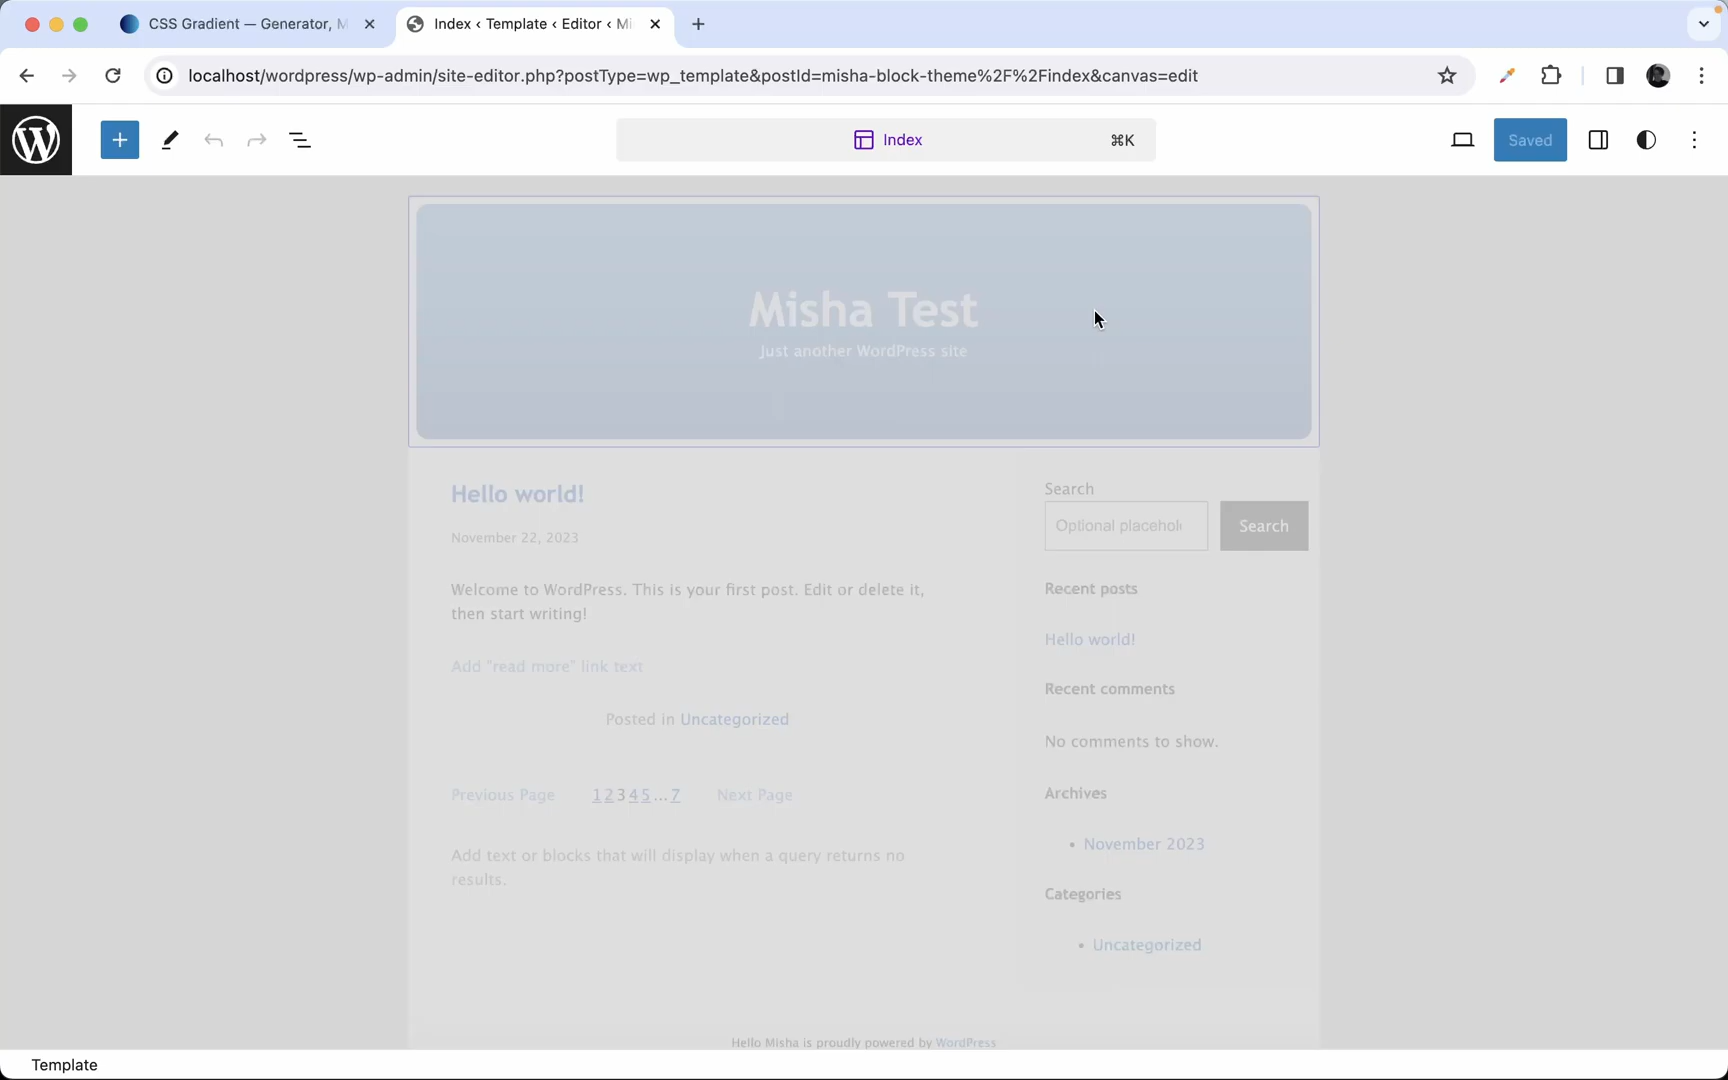 CSS Gradient — Generator, M
Index ‹ Template ‹ Editor ‹ Mi
localhost/wordpress/wp-admin/site-editor.php?postType=wp_template&postId=misha-block-theme%2F%2Findex&canvas=edit
Index
⌘K
Saved
Misha Test
Just another WordPress site
Hello world!
November 22, 2023
Welcome to WordPress. This is your first post. Edit or delete it,
then start writing!
Add "read more" link text
Posted in Uncategorized
Previous Page 1 2 3 4 5 ... 7 Next Page
Add text or blocks that will display when a query returns no
results.
Search
Optional placehol
Search
Recent posts
Hello world!
Recent comments
No comments to show.
Archives
• November 2023
Categories
• Uncategorized
Hello Misha is proudly powered by WordPress
Template